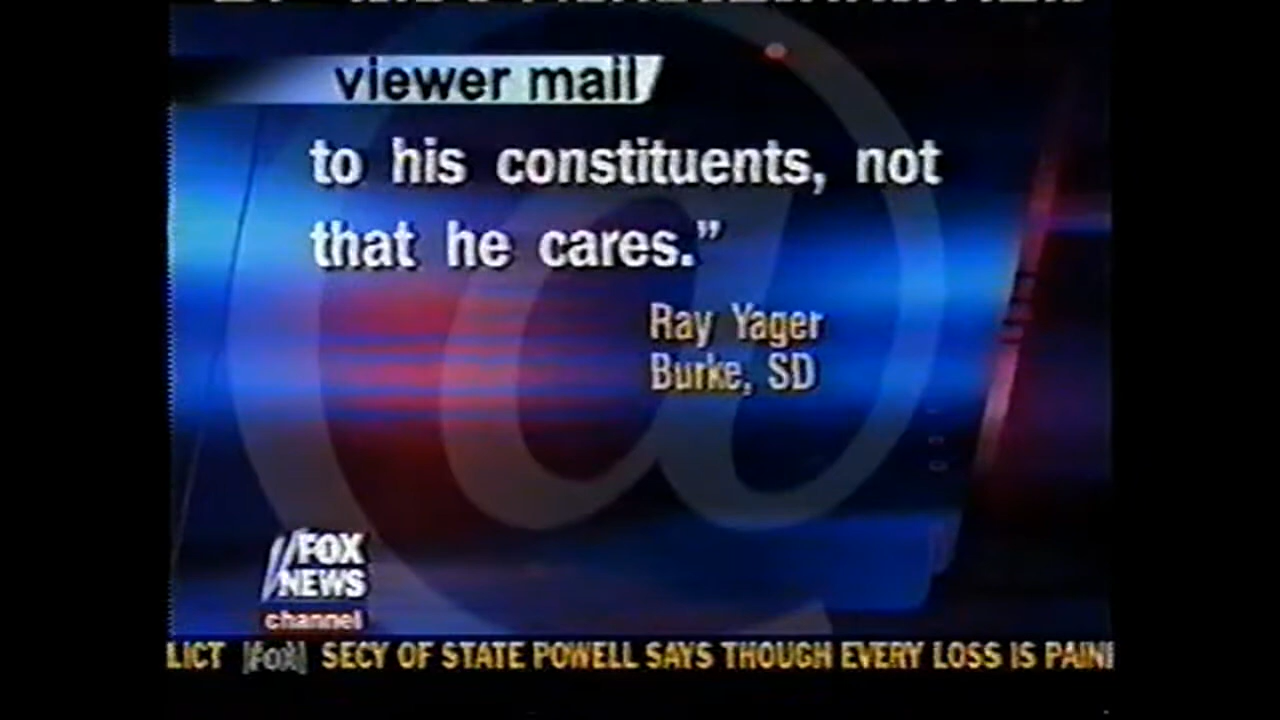 viewer mail
to his constituents, not
that he cares.”
Ray Yager
Burke, SD
FOX
NEWS
channel
LICT FOX SECY OF STATE POWELL SAYS THOUGH EVERY LOSS IS PAIN